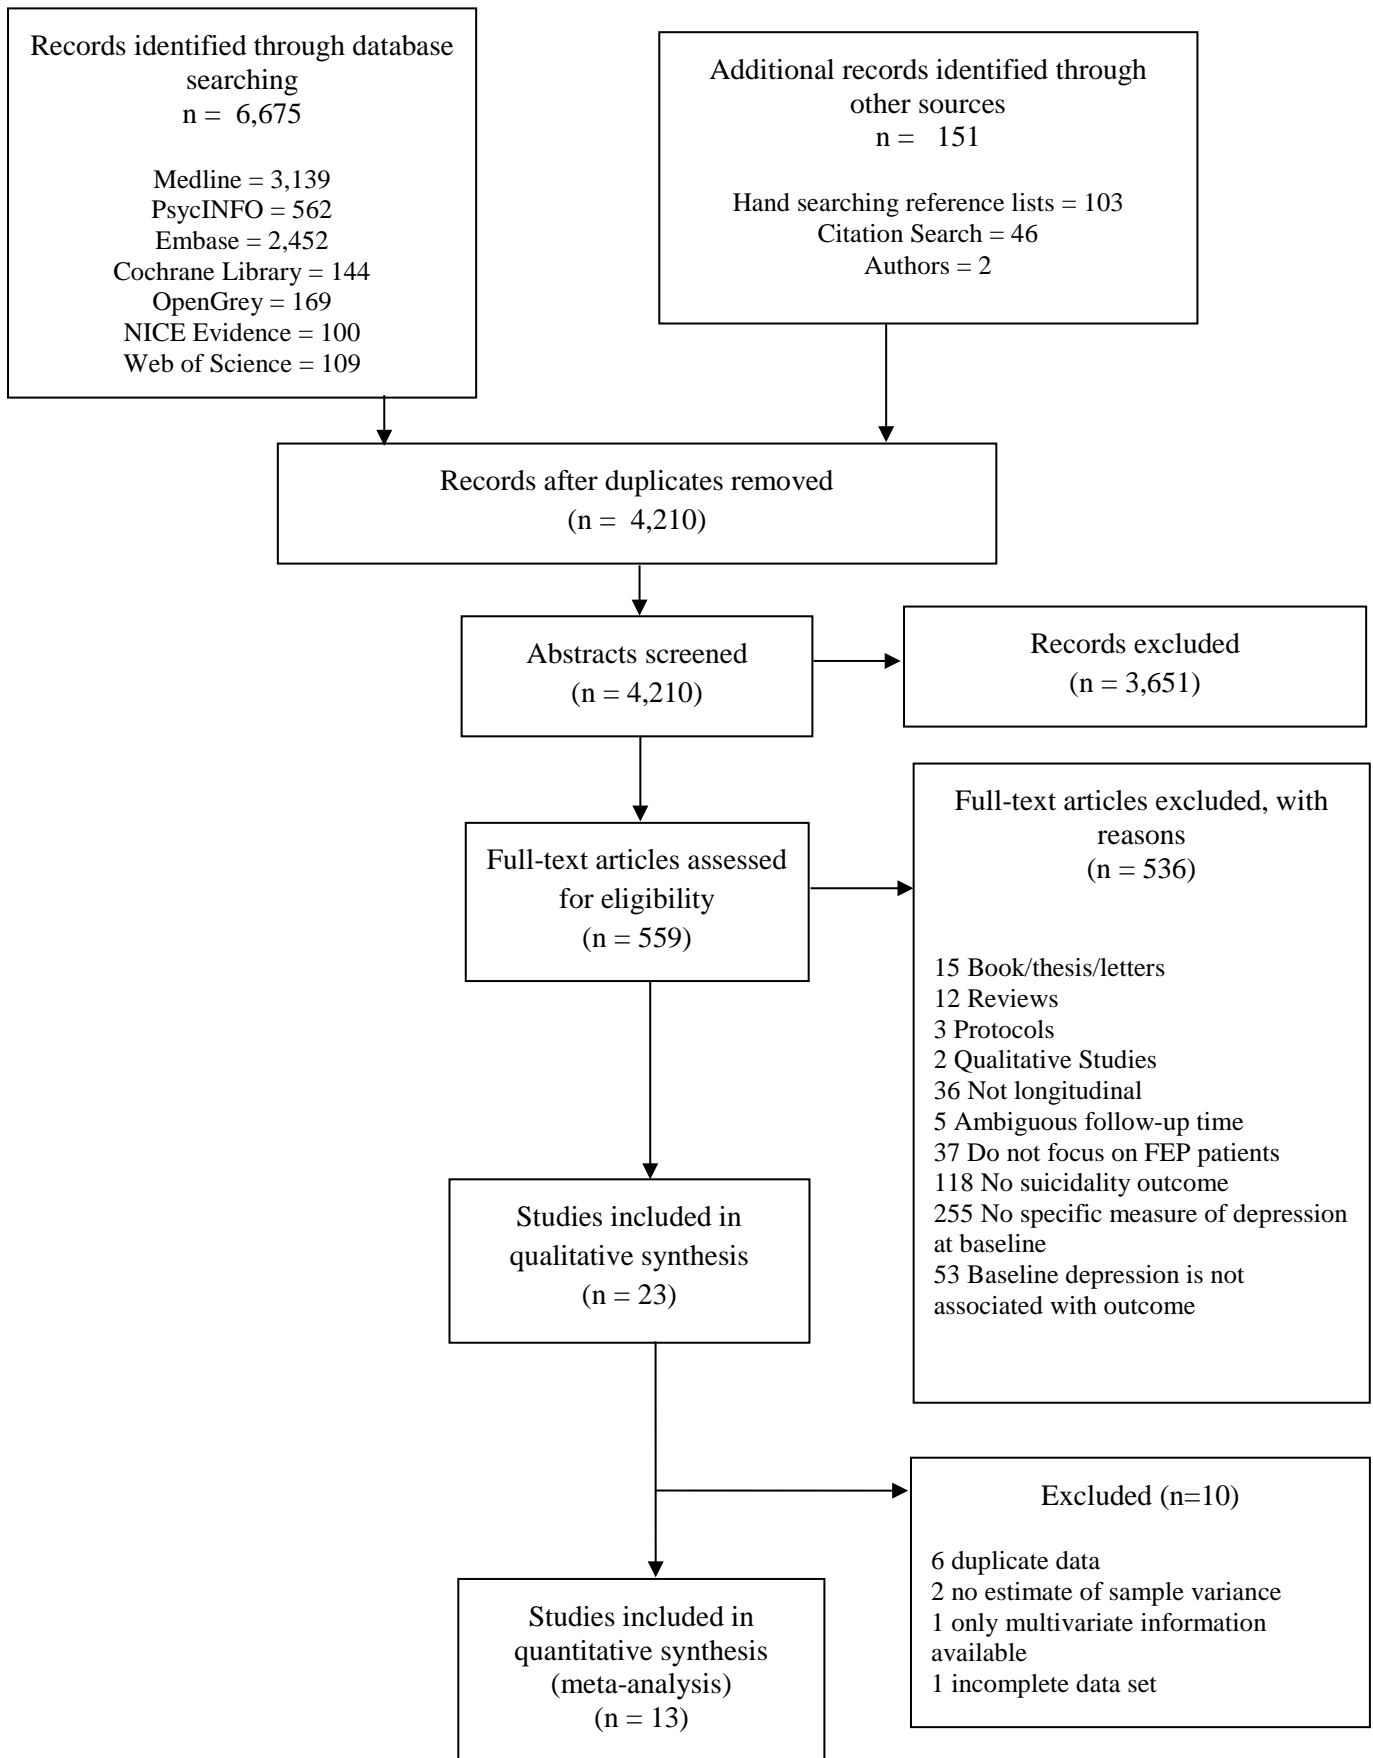 Records identified through database
searching
n = 6,675
Medline = 3,139
PsycINFO = 562
Embase = 2,452
Cochrane Library = 144
OpenGrey = 169
NICE Evidence = 100
Web of Science = 109
Additional records identified through
other sources
n = 151
Hand searching reference lists = 103
Citation Search = 46
Authors = 2
Records after duplicates removed
(n = 4,210)
Abstracts screened
(n = 4,210)
Records excluded
(n = 3,651)
Full-text articles assessed
for eligibility
(n = 559)
Full-text articles excluded, with
reasons
(n = 536)
15 Book/thesis/letters
12 Reviews
3 Protocols
2 Qualitative Studies
36 Not longitudinal
5 Ambiguous follow-up time
37 Do not focus on FEP patients
118 No suicidality outcome
255 No specific measure of depression
at baseline
53 Baseline depression is not
associated with outcome
Studies included in
qualitative synthesis
(n = 23)
Excluded (n=10)
6 duplicate data
2 no estimate of sample variance
1 only multivariate information
available
1 incomplete data set
Studies included in
quantitative synthesis
(meta-analysis)
(n = 13)